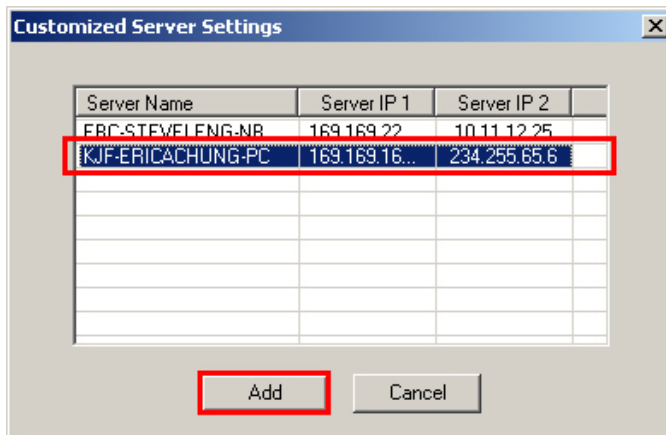 Customized Server Settings
Server Name Server IP 1 Server IP 2
EBC-STEVELENG-NB 169.169.22... 10.11.12.25
KJF-ERICACHUNG-PC 169.169.16... 234.255.65.6
Add Cancel